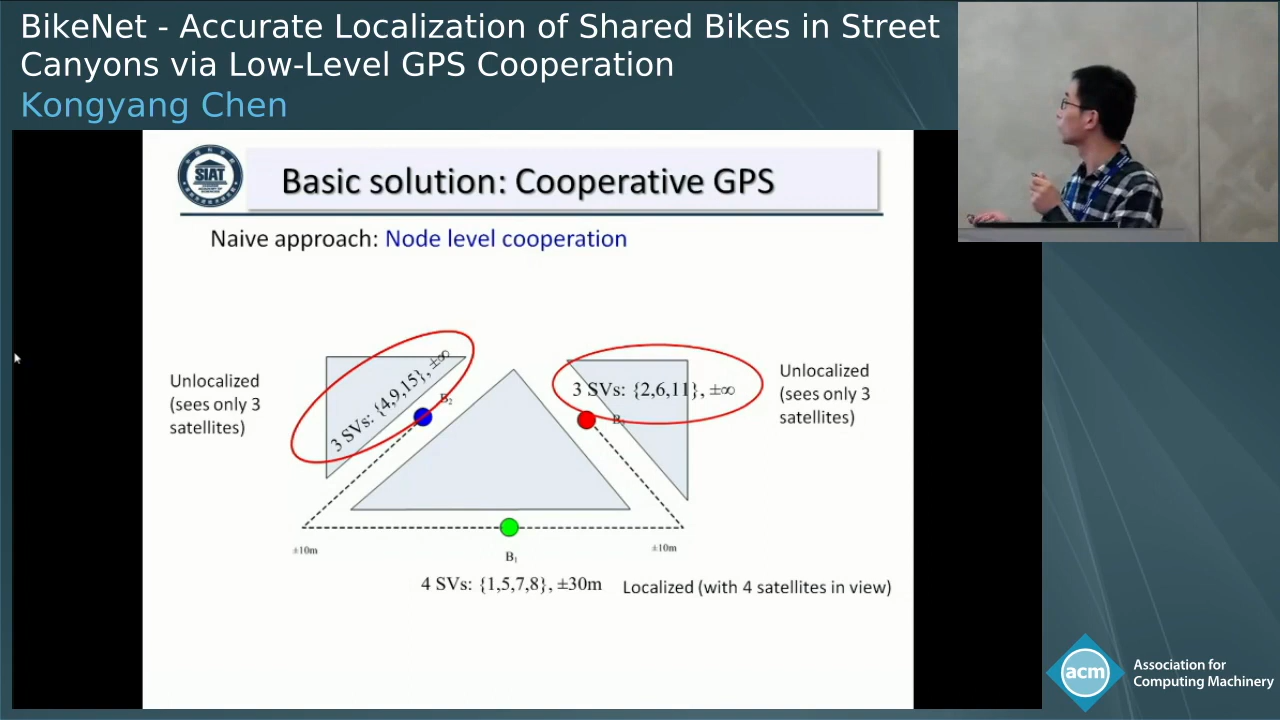 BikeNet - Accurate Localization of Shared Bikes in Street
Canyons via Low-Level GPS Cooperation
Kongyang Chen
SIAT
Basic solution: Cooperative GPS
Naive approach: Node level cooperation
Unlocalized
(sees only 3
satellites)
3 SVs: {4,9,15}, ±∞
B2
3 SVs: {2,6,11}, ±∞
Unlocalized
(sees only 3
satellites)
±10m
B1
±10m
4 SVs: {1,5,7,8}, ±30m
Localized (with 4 satellites in view)
acm
Association for
Computing Machinery